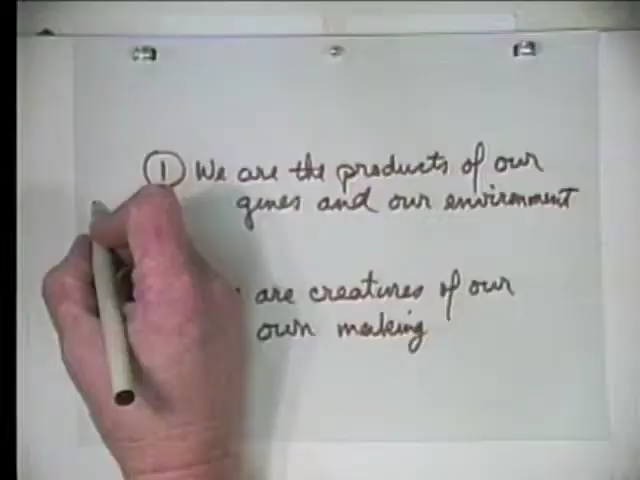 ① We are the products of our
genes and our environment
are creatures of our
own making